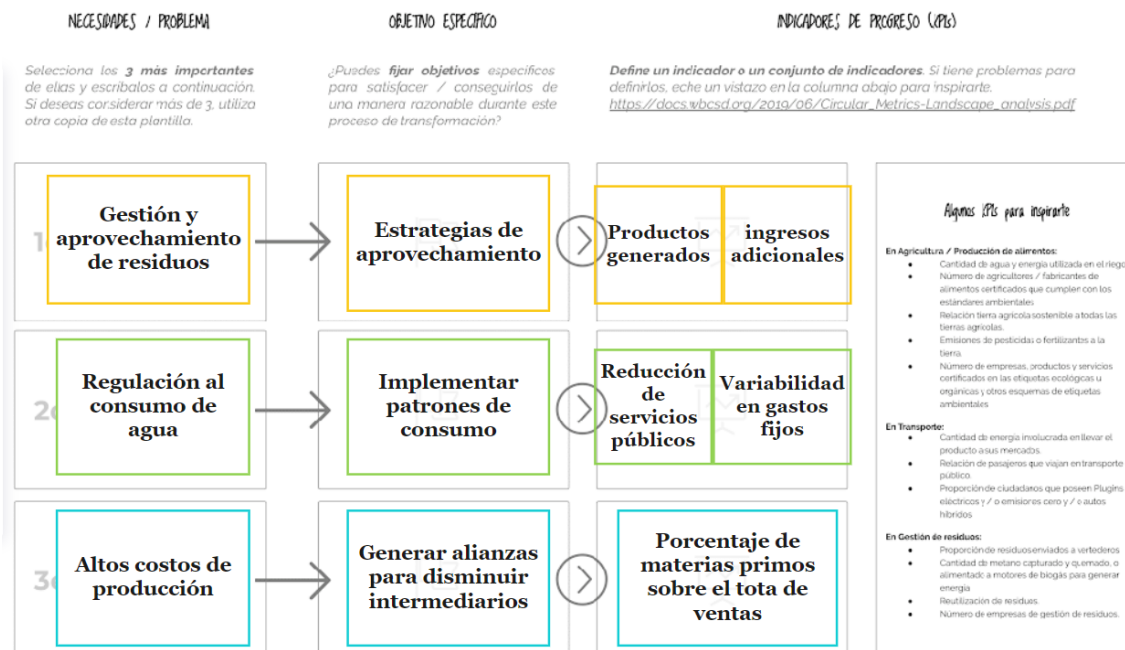 NECESIDADES / PROBLEMA
OBJETIVO ESPECÍFICO
INDICADORES DE PROGRESO (KPIs)
Selecciona los 3 más importantes
de ellas y escríbalos a continuación.
Si deseas considerar más de 3, utiliza
otra copia de esta plantilla.
¿Puedes fijar objetivos específicos
para satisfacer / conseguirlos de
una manera razonable durante este
proceso de transformación?
Define un indicador o un conjunto de indicadores. Si tiene problemas para
definirlos, eche un vistazo en la columna abajo para inspirarte.
https://docs.wbcsd.org/2019/06/Circular_Metrics-Landscape_analysis.pdf
1
Gestión y
aprovechamiento
de residuos
Estrategias de
aprovechamiento
Productos
generados
ingresos
adicionales
2
Regulación al
consumo de
agua
Implementar
patrones de
consumo
Reducción
de
servicios
públicos
Variabilidad
en gastos
fijos
3
Altos costos de
producción
Generar alianzas
para disminuir
intermediarios
Porcentaje de
materias primos
sobre el tota de
ventas
Algunos KPIs para inspirarte
En Agricultura / Producción de alimentos:
Cantidad de agua y energía utilizada en el riego
Número de agricultores / fabricantes de
alimentos certificados que cumplen con los
estándares ambientales
Relación tierra agrícola sostenible a todas las
tierras agrícolas.
Emisiones de pesticidas o fertilizantes a la
tierra
Número de empresas, productos y servicios
certificados en las etiquetas ecológicas u
orgánicas y otros esquemas de etiquetas
ambientales
En Transporte:
Cantidad de energía involucrada en llevar el
producto a sus mercados.
Relación de pasajeros que viajan en transporte
público.
Proporción de ciudadanos que poseen Plugins
eléctricos y / o emisiones cero y / o autos
híbridos
En Gestión de residuos:
Proporción de residuos enviados a vertederos
Cantidad de metano capturado y quemado, o
alimentado a motores de biogás para generar
energía
Reutilización de residues.
Número de empresas de gestión de residuos.